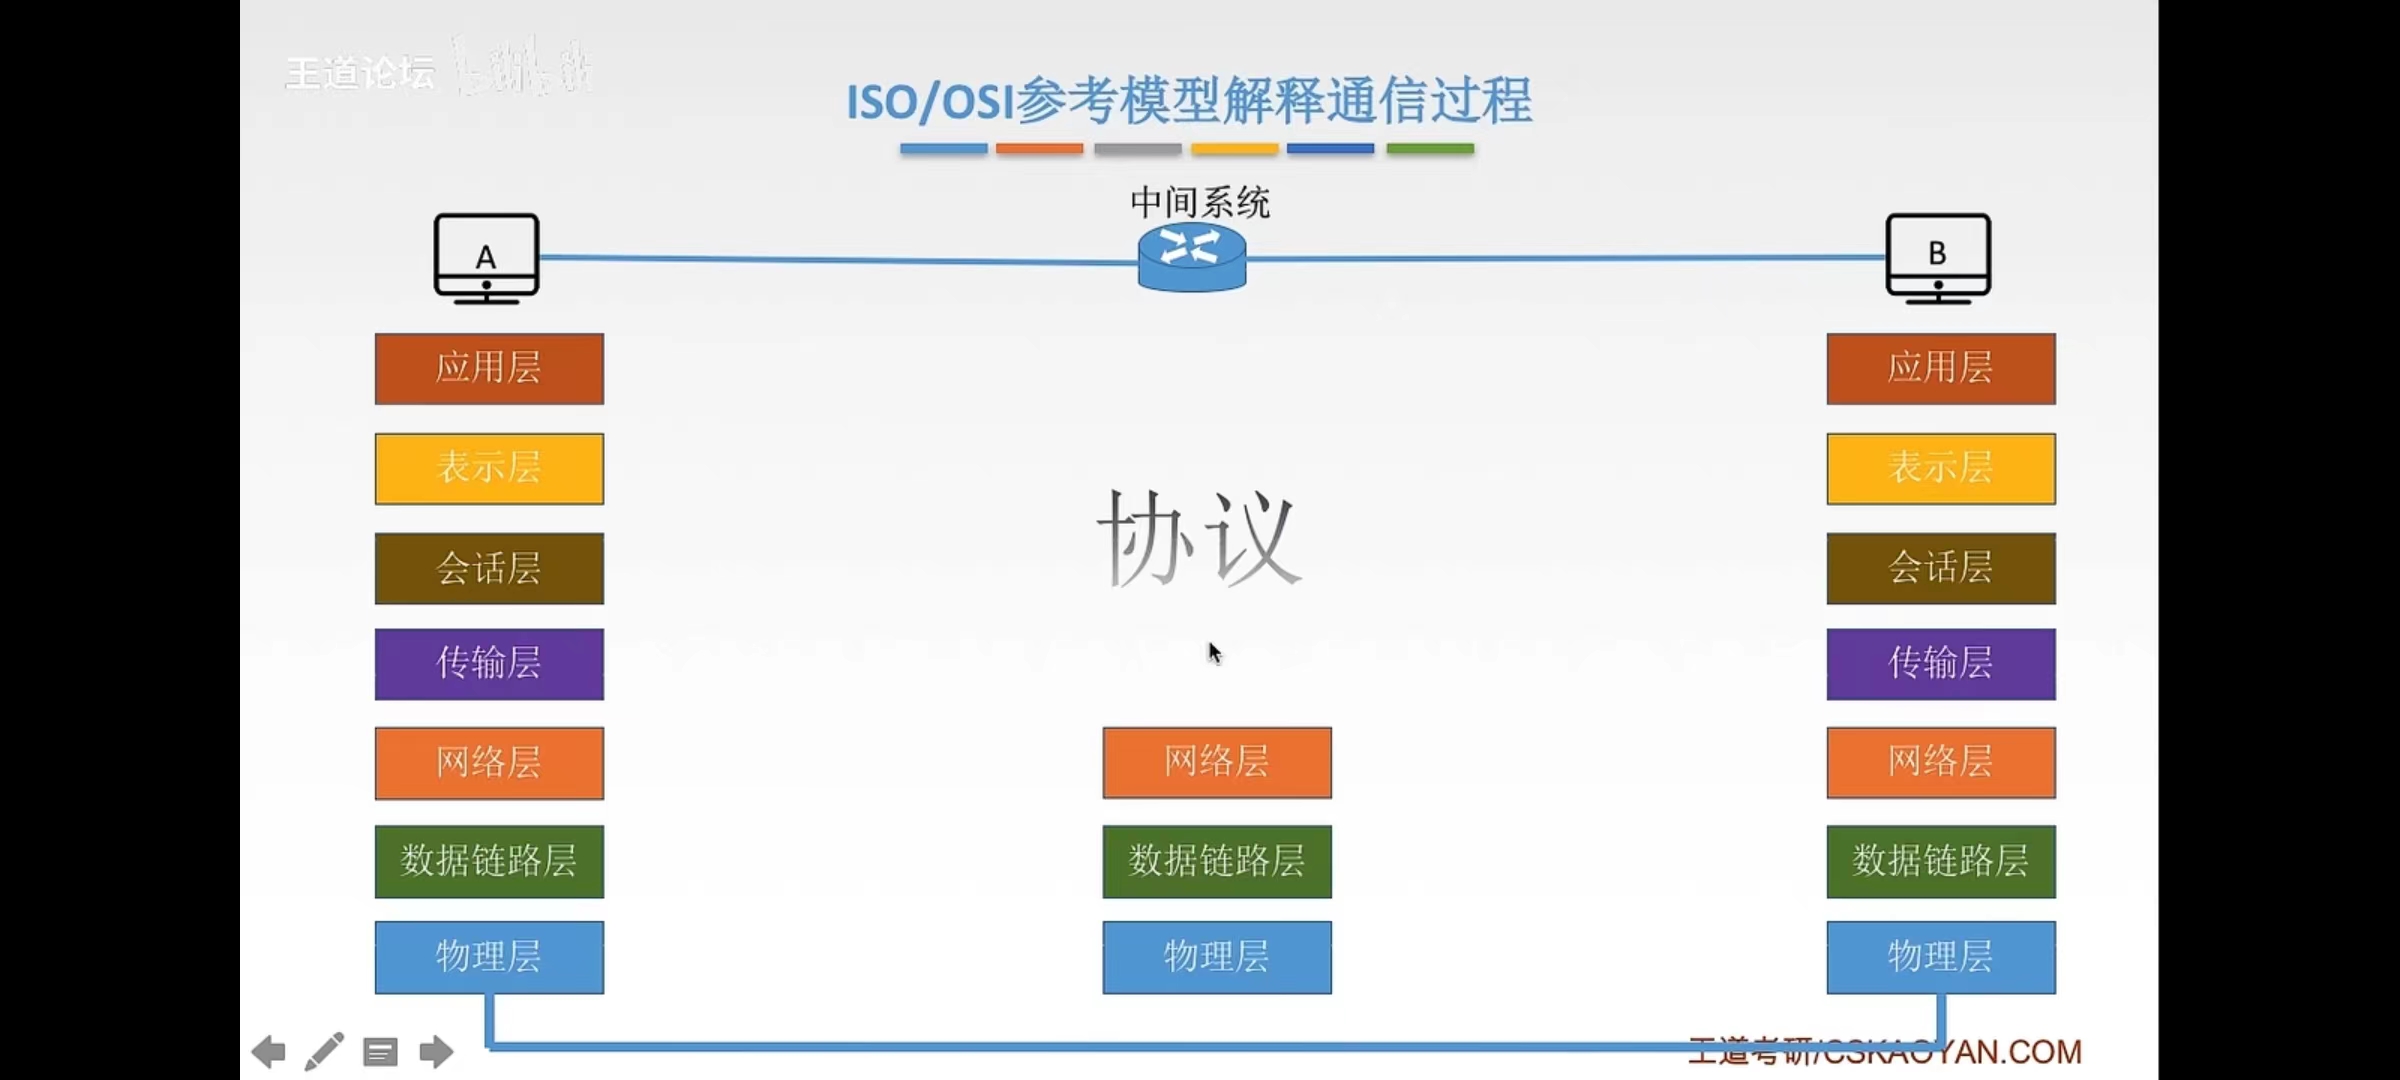 王道论坛 bilibili
ISO/OSI参考模型解释通信过程
中间系统
A
B
应用层
应用层
表示层
表示层
会话层
会话层
协议
传输层
传输层
网络层
网络层
网络层
数据链路层
数据链路层
数据链路层
物理层
物理层
物理层
王道考研/CSKAOYAN.COM